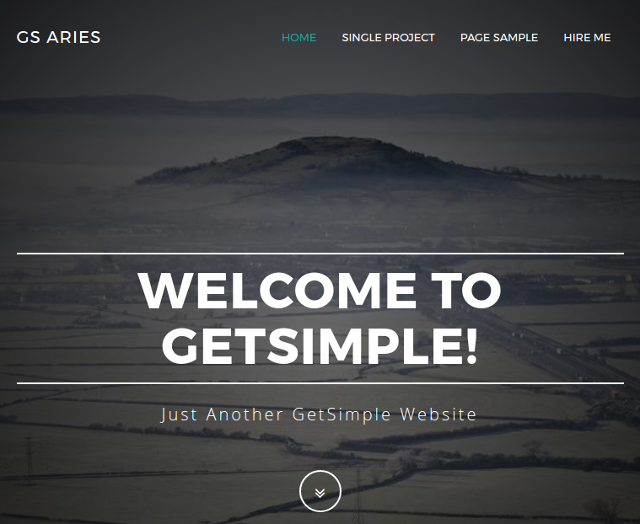 GS ARIES
HOME SINGLE PROJECT PAGE SAMPLE HIRE ME
WELCOME TO
GETSIMPLE!
Just Another GetSimple Website